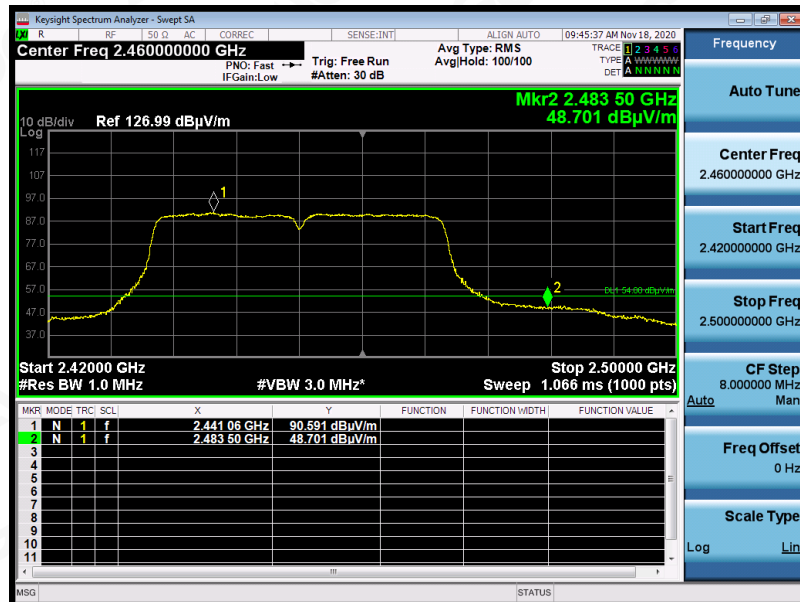 Keysight Spectrum Analyzer - Swept SA
LXI R RF 50 Ω AC CORREC SENSE:INT ALIGN AUTO 09:45:37 AM Nov 18, 2020
Center Freq 2.460000000 GHz
PNO: Fast
IFGain:Low
Trig: Free Run
#Atten: 30 dB
Avg Type: RMS
Avg|Hold: 100/100
TRACE 1 2 3 4 5 6
TYPE A WWWWW
DET A N N N N N
Mkr2 2.483 50 GHz
48.701 dBµV/m
10 dB/div Ref 126.99 dBµV/m
Log
117
107
97.0
87.0
77.0
67.0
57.0
47.0
37.0
1
2
DL1 54.00 dBµV/m
Start 2.42000 GHz Stop 2.50000 GHz
#Res BW 1.0 MHz #VBW 3.0 MHz* Sweep 1.066 ms (1000 pts)
MKR MODE TRC SCL X Y FUNCTION FUNCTION WIDTH FUNCTION VALUE
1 N 1 f 2.441 06 GHz 90.591 dBµV/m
2 N 1 f 2.483 50 GHz 48.701 dBµV/m
3
4
5
6
7
8
9
10
11
MSG STATUS
Frequency
Auto Tune
Center Freq
2.460000000 GHz
Start Freq
2.420000000 GHz
Stop Freq
2.500000000 GHz
CF Step
8.000000 MHz
Auto Man
Freq Offset
0 Hz
Scale Type
Log Lin